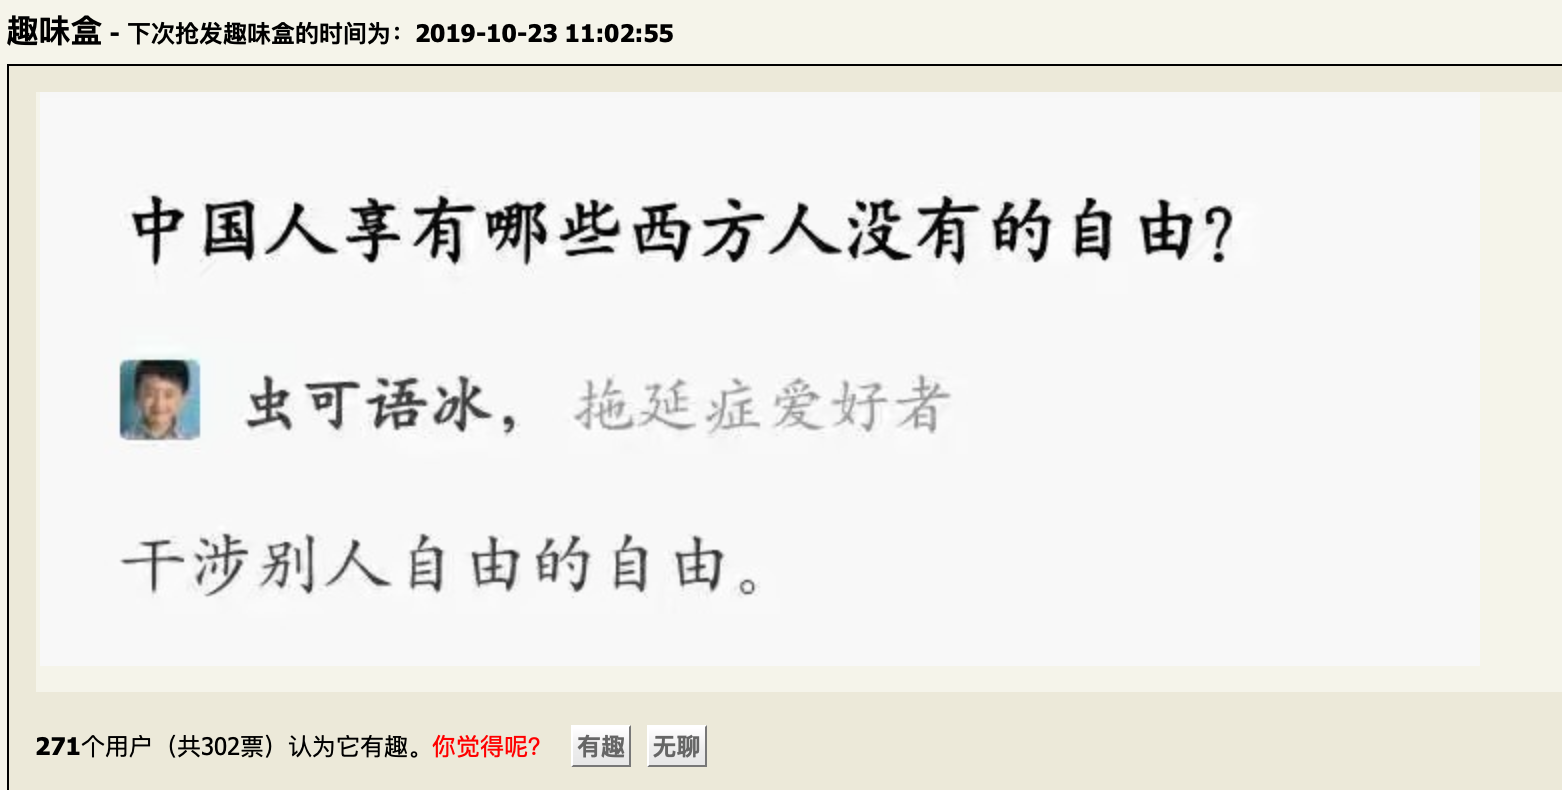 趣味盒 - 下次抢发趣味盒的时间为：2019-10-23 11:02:55
中国人享有哪些西方人没有的自由?
虫可语冰，拖延症爱好者
干涉别人自由的自由。
271个用户（共302票）认为它有趣。你觉得呢? 有趣 无聊